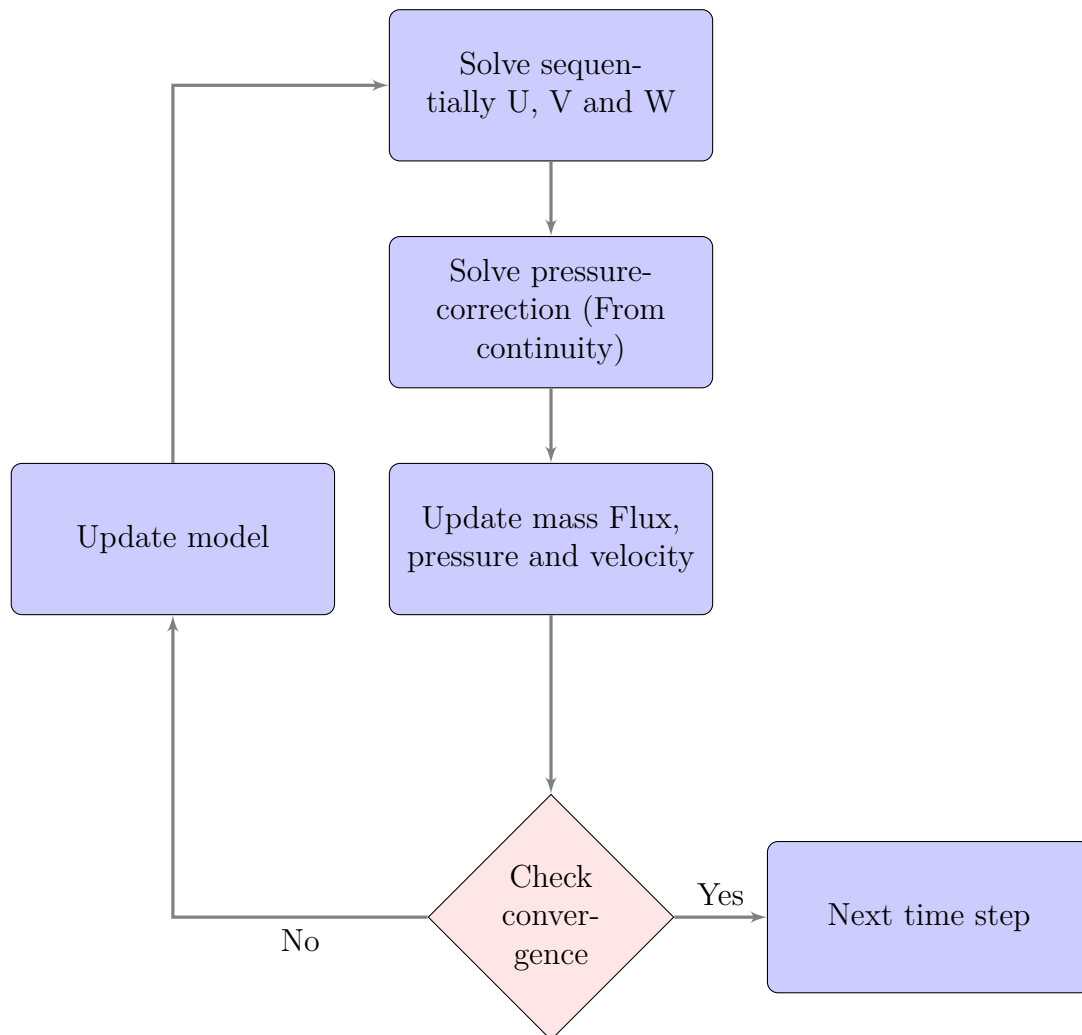 Solve sequen-
tially U, V and W
Solve pressure-
correction (From
continuity)
Update model
Update mass Flux,
pressure and velocity
Check
conver-
gence
Yes
No
Next time step